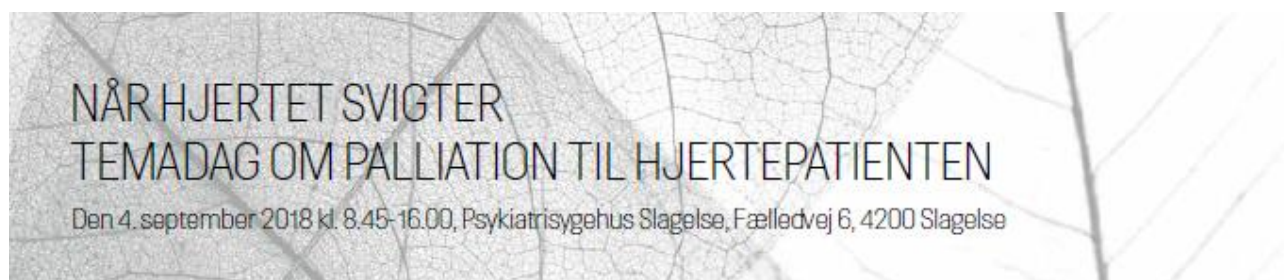 NÅR HJERTET SVIGTER
TEMADAG OM PALLIATION TIL HJERTEPATIENTEN
Den 4. september 2018 kl. 8.45-16.00, Psykiatrisygehus Slagelse, Fælledvej 6, 4200 Slagelse